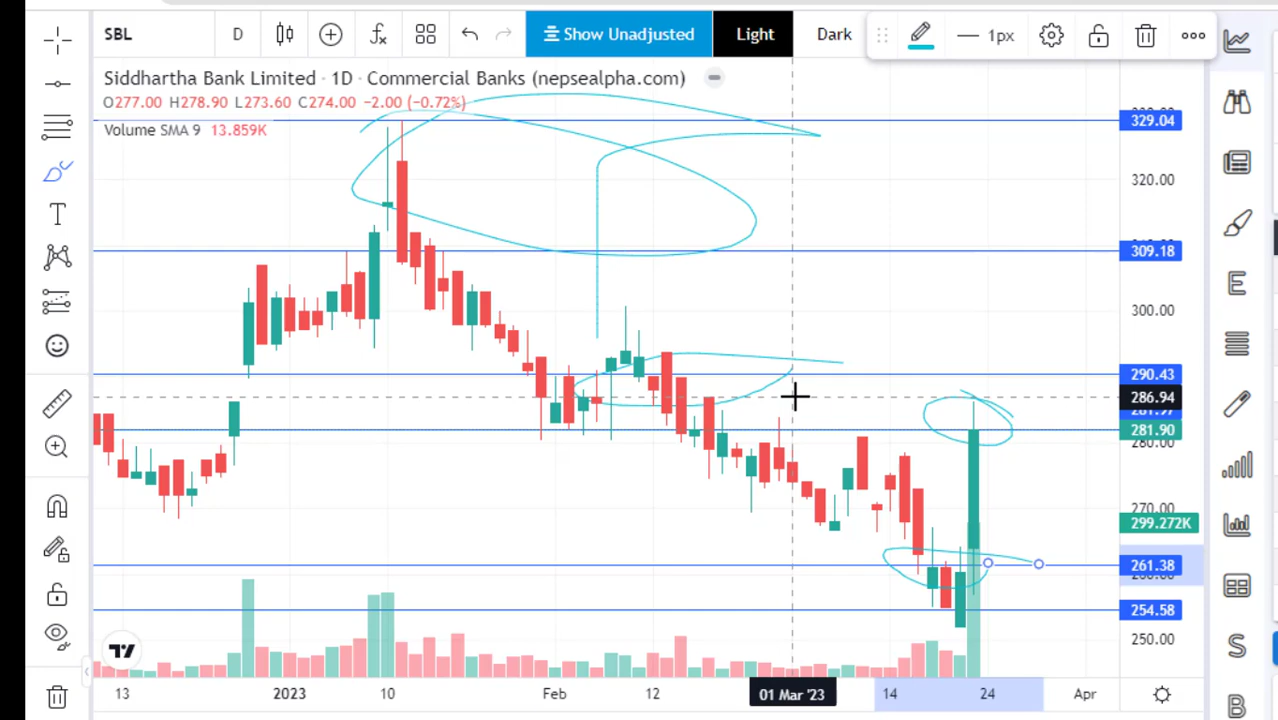 SBL D Show Unadjusted Light Dark 1px
Siddhartha Bank Limited · 1D · Commercial Banks (nepsealpha.com)
O277.00 H278.90 L273.60 C274.00 −2.00 (−0.72%)
Volume SMA 9 13.859K
329.04
320.00
309.18
300.00
290.43
286.94
281.90
280.00
270.00
299.272K
261.38
254.58
250.00
13 2023 10 Feb 12 01 Mar '23 14 24 Apr
T
E
S
B